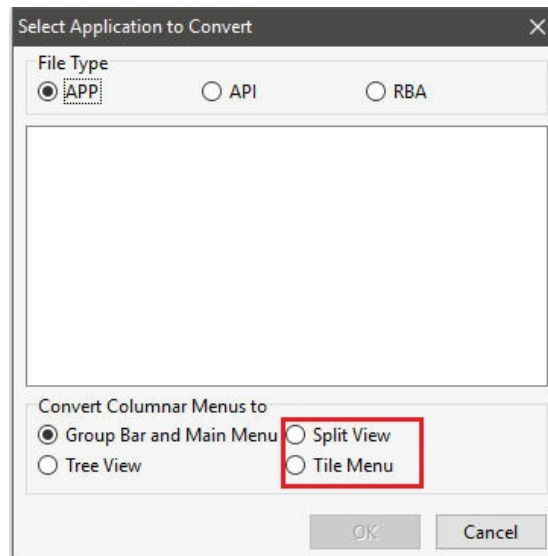 Select Application to Convert
File Type
APP API RBA
Convert Columnar Menus to
Group Bar and Main Menu Split View
Tree View Tile Menu
OK Cancel